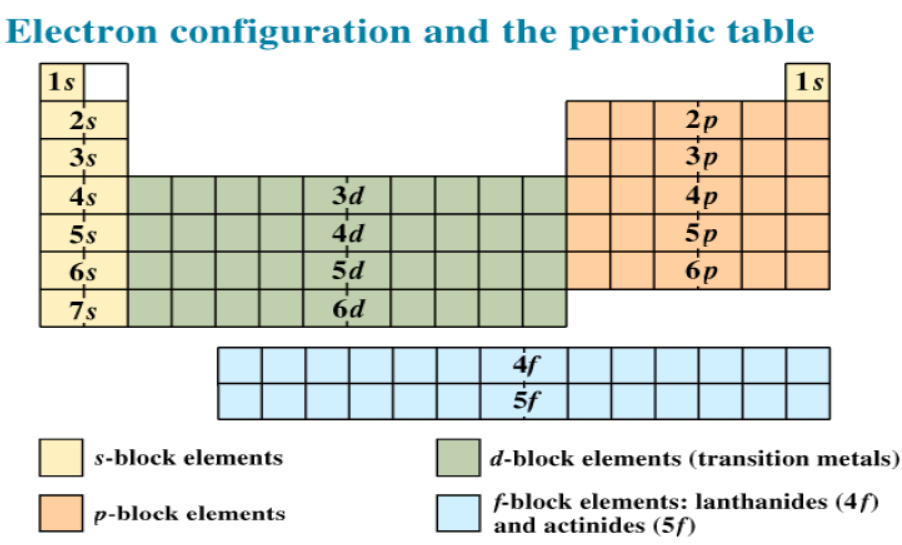 Electron configuration and the periodic table
1s 1s
2s 2p
3s 3p
4s 3d 4p
5s 4d 5p
6s 5d 6p
7s 6d
4f
5f
s-block elements
d-block elements (transition metals)
p-block elements
f-block elements: lanthanides (4f)
and actinides (5f)